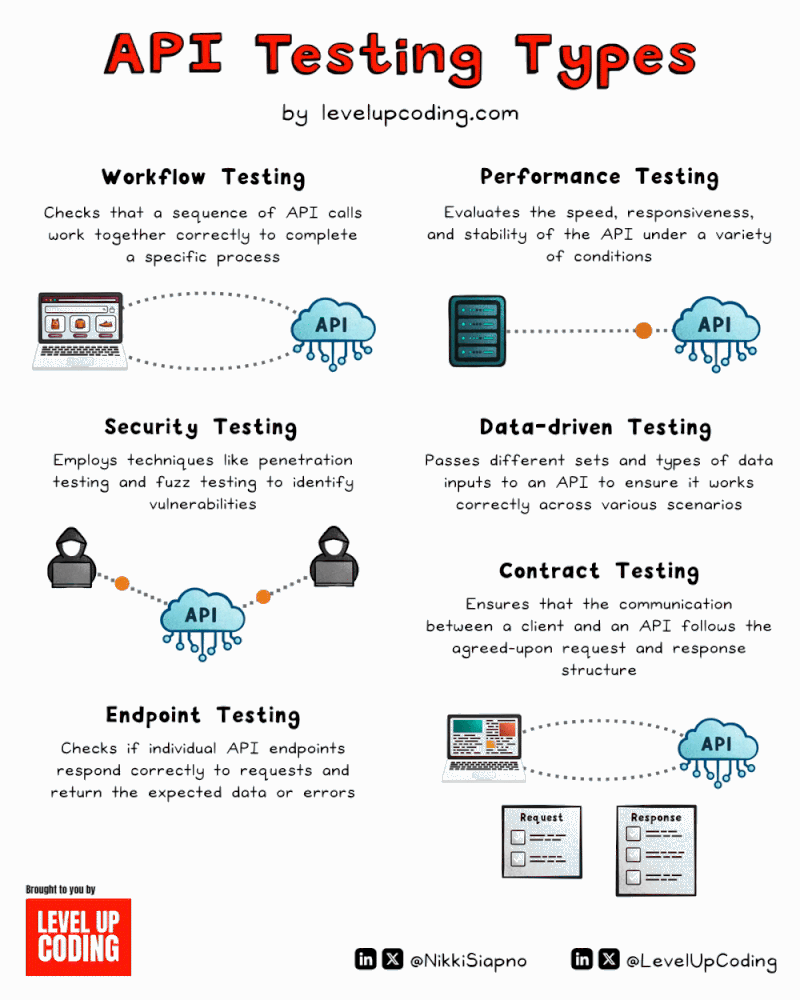 API Testing Types
by levelupcoding.com
Workflow Testing
Checks that a sequence of API calls
work together correctly to complete
a specific process
API
Performance Testing
Evaluates the speed, responsiveness,
and stability of the API under a variety
of conditions
API
Security Testing
Employs techniques like penetration
testing and fuzz testing to identify
vulnerabilities
API
Data-driven Testing
Passes different sets and types of data
inputs to an API to ensure it works
correctly across various scenarios
Contract Testing
Ensures that the communication
between a client and an API follows the
agreed-upon request and response
structure
API
Request
Response
Endpoint Testing
Checks if individual API endpoints
respond correctly to requests and
return the expected data or errors
Brought to you by
LEVEL UP
CODING
in X @NikkiSiapno
in X @LevelUpCoding